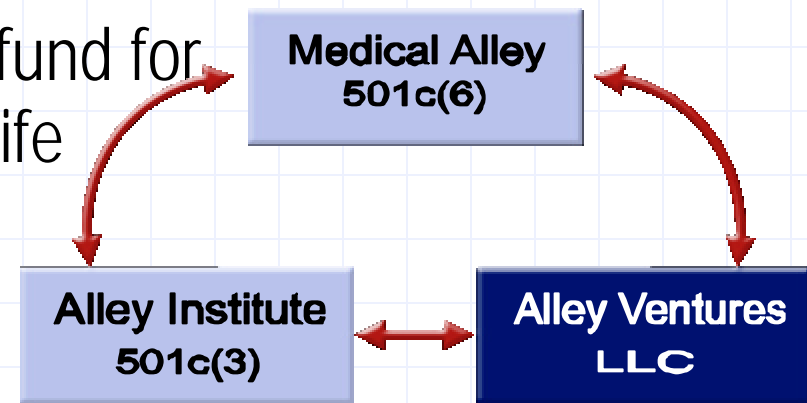 fund for
ife
Medical Alley
501c(6)
Alley Institute
501c(3)
Alley Ventures
LLC